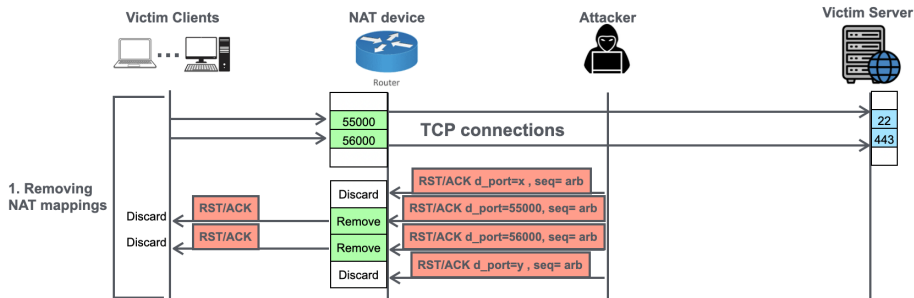 Victim Clients
NAT device
Attacker
Victim Server
Router
55000
56000
TCP connections
22
443
1. Removing
NAT mappings
Discard
RST/ACK d_port=x , seq= arb
Discard
RST/ACK
Remove
RST/ACK d_port=55000, seq= arb
Discard
RST/ACK
Remove
RST/ACK d_port=56000, seq= arb
Discard
RST/ACK d_port=y , seq= arb